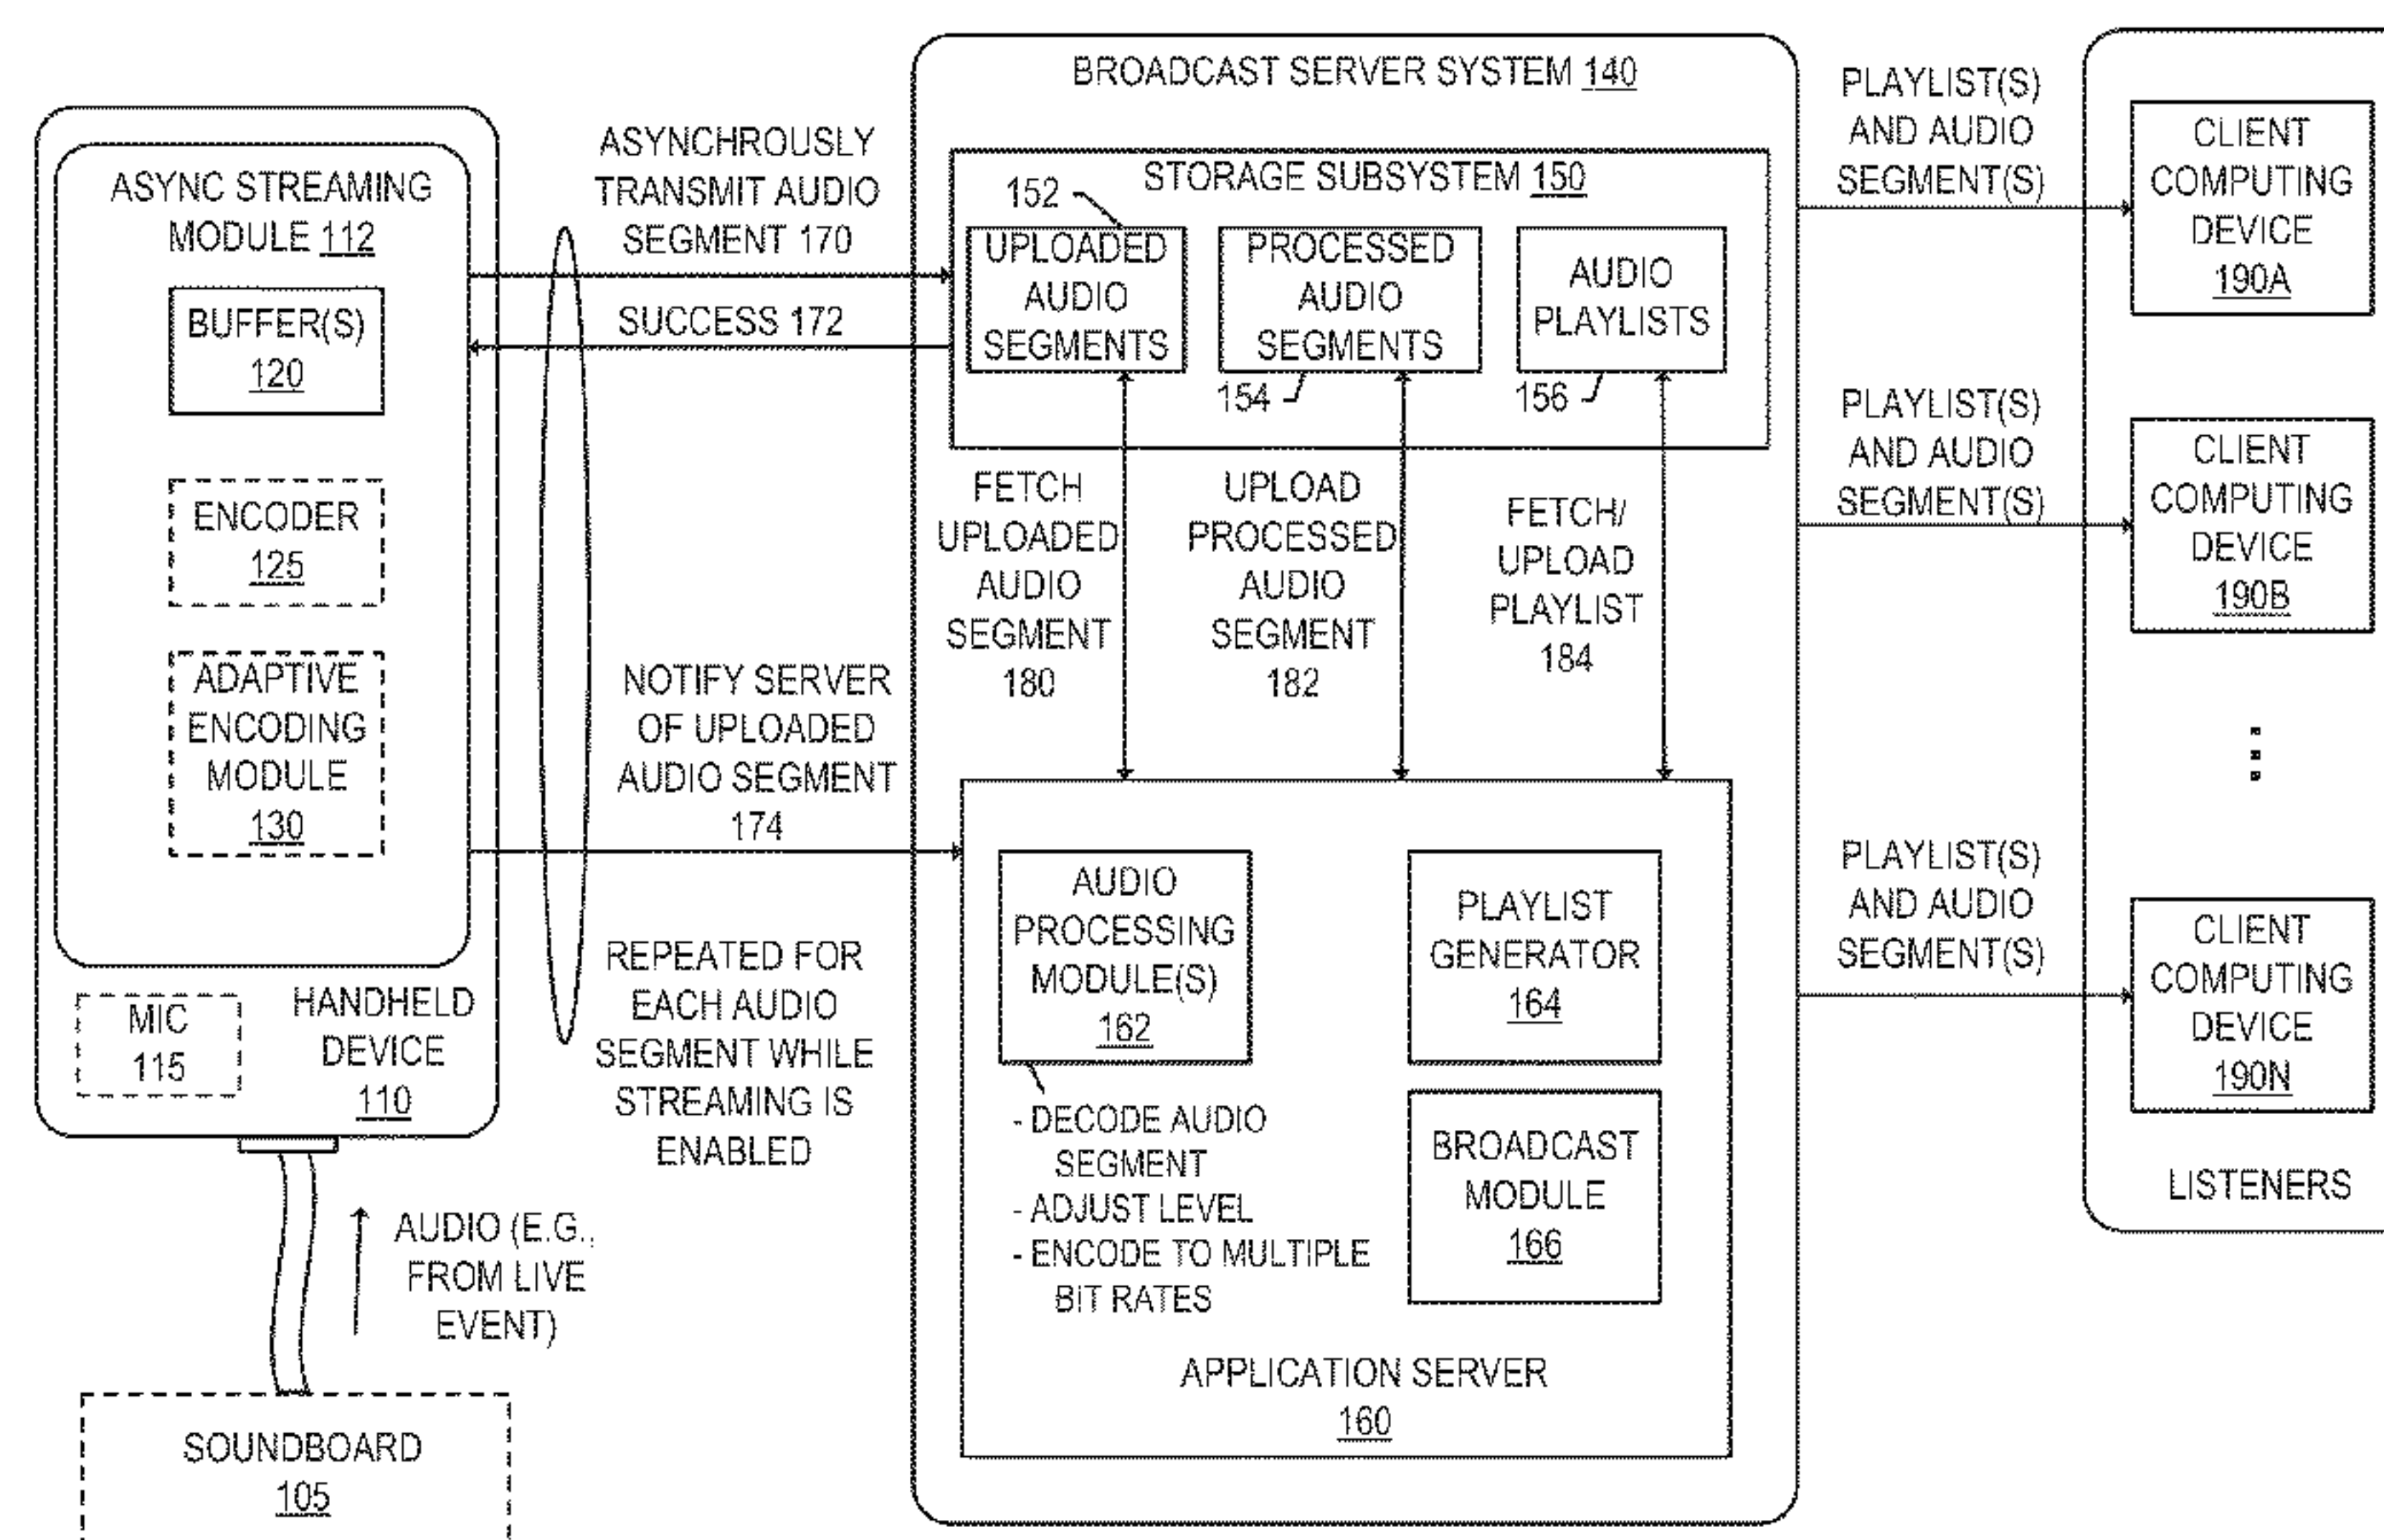 ASYNC STREAMING
MODULE 112
BUFFER(S)
120
ENCODER
125
ADAPTIVE
ENCODING
MODULE
130
MIC
115
HANDHELD
DEVICE
110
AUDIO (E.G.,
FROM LIVE
EVENT)
SOUNDBOARD
105
ASYNCHROUSLY
TRANSMIT AUDIO
SEGMENT 170
SUCCESS 172
NOTIFY SERVER
OF UPLOADED
AUDIO SEGMENT
174
REPEATED FOR
EACH AUDIO
SEGMENT WHILE
STREAMING IS
ENABLED
BROADCAST SERVER SYSTEM 140
STORAGE SUBSYSTEM 150
152
UPLOADED
AUDIO
SEGMENTS
PROCESSED
AUDIO
SEGMENTS
154
AUDIO
PLAYLISTS
156
FETCH
UPLOADED
AUDIO
SEGMENT
180
UPLOAD
PROCESSED
AUDIO
SEGMENT
182
FETCH/
UPLOAD
PLAYLIST
184
AUDIO
PROCESSING
MODULE(S)
162
- DECODE AUDIO
SEGMENT
- ADJUST LEVEL
- ENCODE TO MULTIPLE
BIT RATES
PLAYLIST
GENERATOR
164
BROADCAST
MODULE
166
APPLICATION SERVER
160
PLAYLIST(S)
AND AUDIO
SEGMENT(S)
CLIENT
COMPUTING
DEVICE
190A
PLAYLIST(S)
AND AUDIO
SEGMENT(S)
CLIENT
COMPUTING
DEVICE
190B
PLAYLIST(S)
AND AUDIO
SEGMENT(S)
CLIENT
COMPUTING
DEVICE
190N
LISTENERS